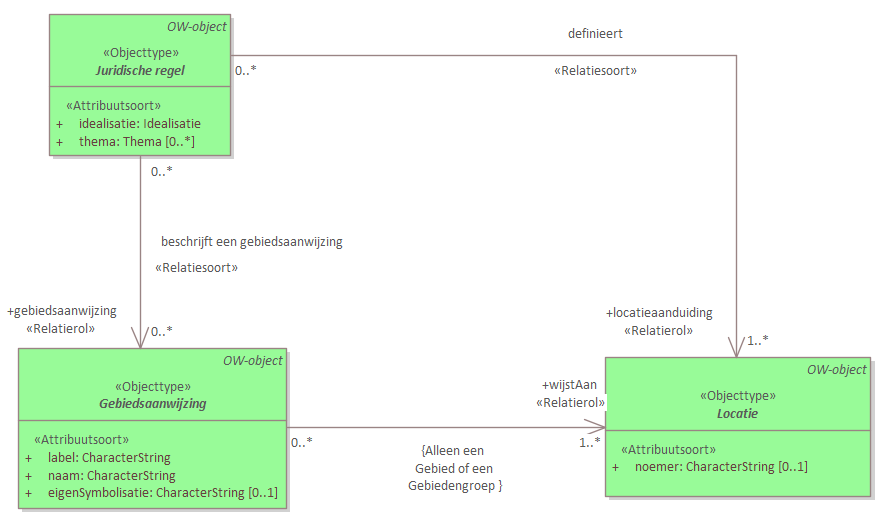 OW-object
«Objecttype»
Juridische regel
«Attribuutsoort»
+ idealisatie: Idealisatie
+ thema: Thema [0..*]
0..*
definieert
«Relatiesoort»
0..*
beschrijft een gebiedsaanwijzing
«Relatiesoort»
+gebiedsaanwijzing
«Relatierol»
0..*
+locatieaanduiding
«Relatierol»
1..*
OW-object
«Objecttype»
Gebiedsaanwijzing
«Attribuutsoort»
+ label: CharacterString
+ naam: CharacterString
+ eigenSymbolisatie: CharacterString [0..1]
0..*
+wijstAan
«Relatierol»
1..*
{Alleen een
Gebied of een
Gebiedengroep }
OW-object
«Objecttype»
Locatie
«Attribuutsoort»
+ noemer: CharacterString [0..1]